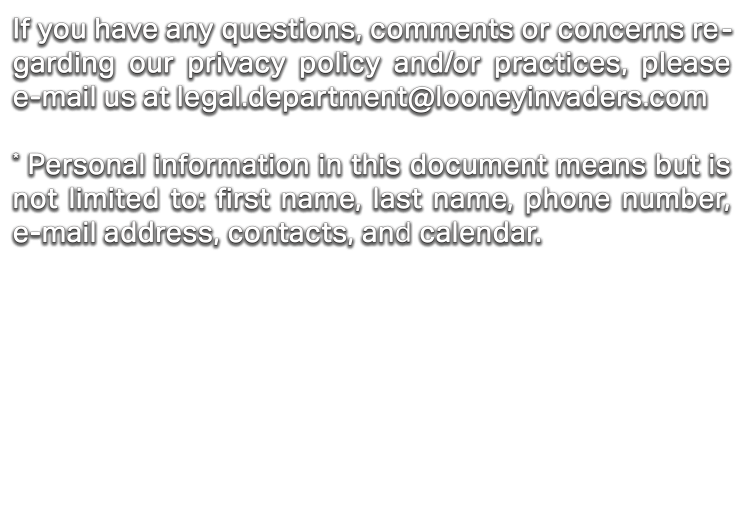 If you have any questions, comments or concerns re-
garding our privacy policy and/or practices, please
e-mail us at legal.department@looneyinvaders.com
* Personal information in this document means but is
not limited to: first name, last name, phone number,
e-mail address, contacts, and calendar.